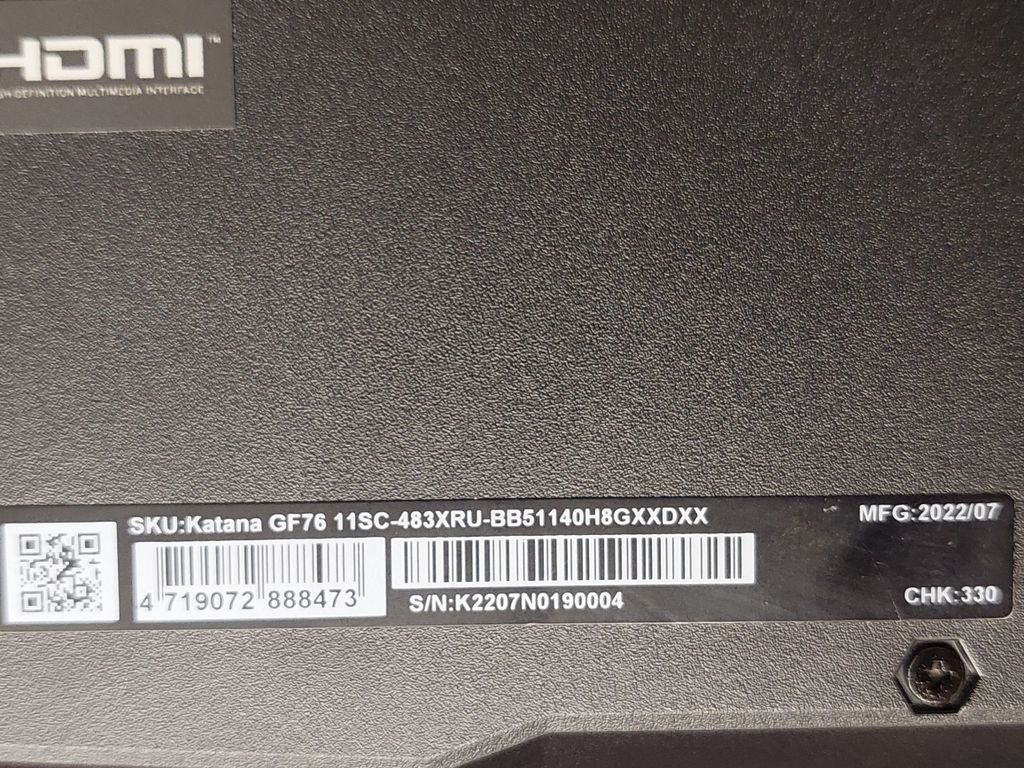 HDMI™
HIGH-DEFINITION MULTIMEDIA INTERFACE
SKU:Katana GF76 11SC-483XRU-BB51140H8GXXDXX
MFG:2022/07
4 719072 888473
S/N:K2207N0190004
CHK:330